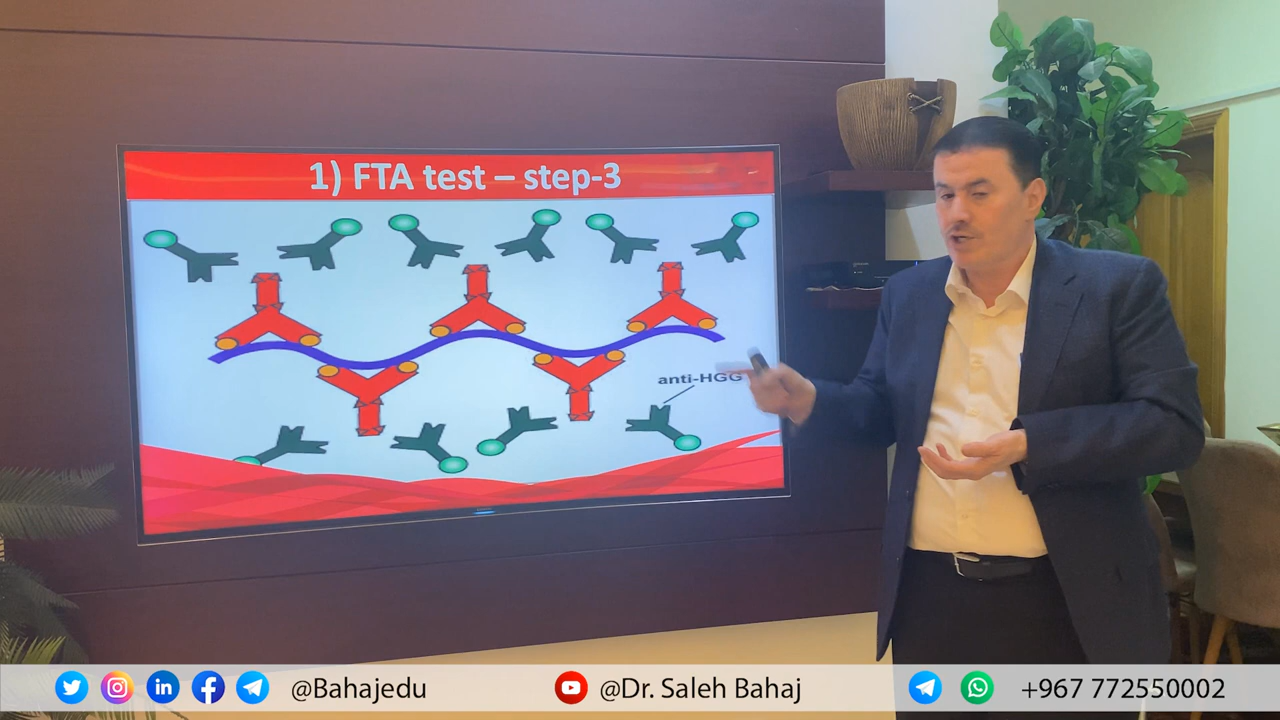 1) FTA test – step-3
anti-HGG
@Bahajedu
@Dr. Saleh Bahaj
+967 772550002